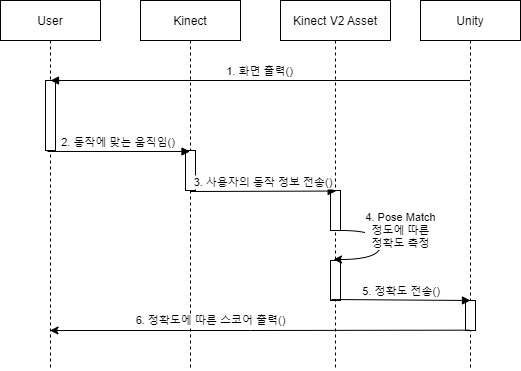 User
Kinect
Kinect V2 Asset
Unity
1. 화면 출력()
2. 동작에 맞는 움직임()
3. 사용자의 동작 정보 전송()
4. Pose Match
정도에 따른
정확도 측정
5. 정확도 전송()
6. 정확도에 따른 스코어 출력()